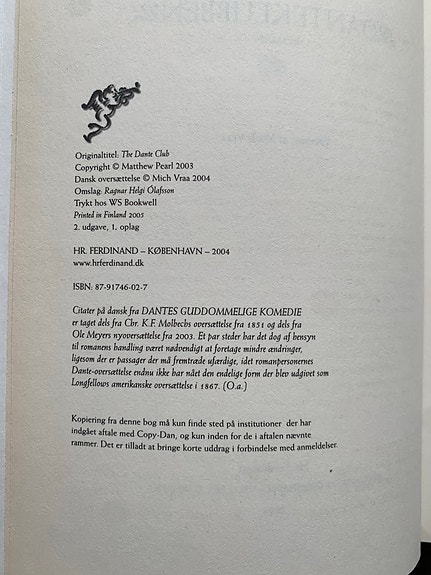 Originaltitel: The Dante Club
Copyright © Matthew Pearl 2003
Dansk oversættelse © Mich Vraa 2004
Omslag: Ragnar Helgi Ólafsson
Trykt hos WS Bookwell
Printed in Finland 2005
2. udgave, 1. oplag
HR. FERDINAND – KØBENHAVN – 2004
www.hrferdinand.dk
ISBN: 87-91746-02-7
Citater på dansk fra DANTES GUDDOMMELIGE KOMEDIE
er taget dels fra Chr. K.F. Molbechs oversættelse fra 1851 og dels fra
Ole Meyers nyoversættelse fra 2003. Et par steder har det dog af hensyn
til romanens handling været nødvendigt at foretage mindre ændringer,
ligesom der er passager der må fremtræde ufærdige, idet romanpersonernes
Dante-oversættelse endnu ikke har nået den endelige form der blev udgivet som
Longfellows amerikanske oversættelse i 1867. (O.a.)
Kopiering fra denne bog må kun finde sted på institutioner der har
indgået aftale med Copy-Dan, og kun inden for de i aftalen nævnte
rammer. Det er tilladt at bringe korte uddrag i forbindelse med anmeldelser.